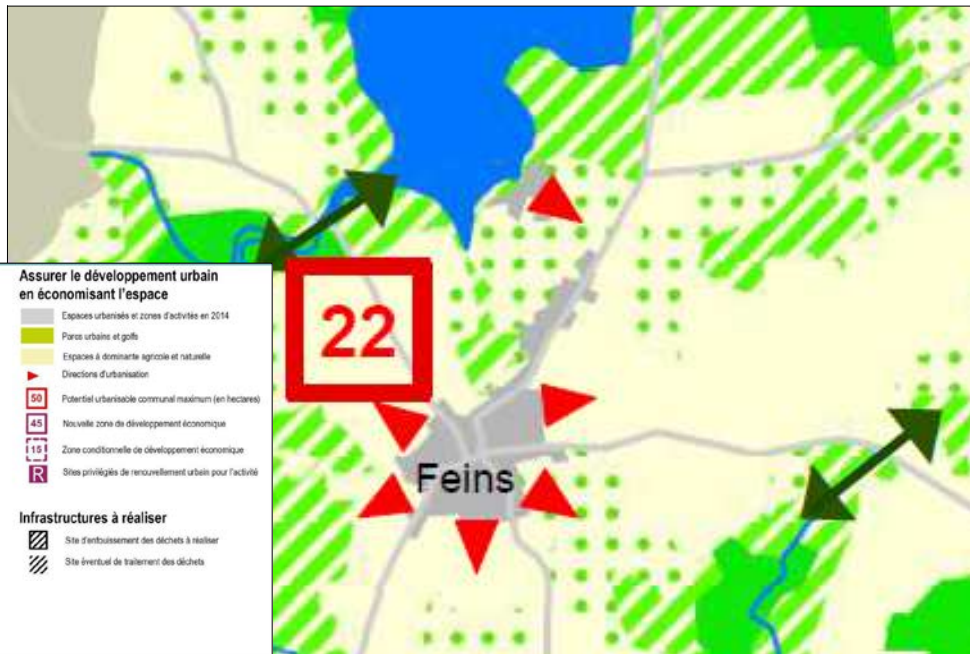 22
Feins
Assurer le développement urbain
en économisant l'espace
Espaces urbanisés et zones d'activités en 2014
Parcs urbains et golfs
Espaces à dominante agricole et naturelle
Directions d'urbanisation
50 Potentiel urbanisable communal maximum (en hectares)
45 Nouvelle zone de développement économique
15 Zone conditionnelle de développement économique
R Sites privilégiés de renouvellement urbain pour l'activité
Infrastructures à réaliser
Site d'enfouissement des déchets à réaliser
Site éventuel de traitement des déchets